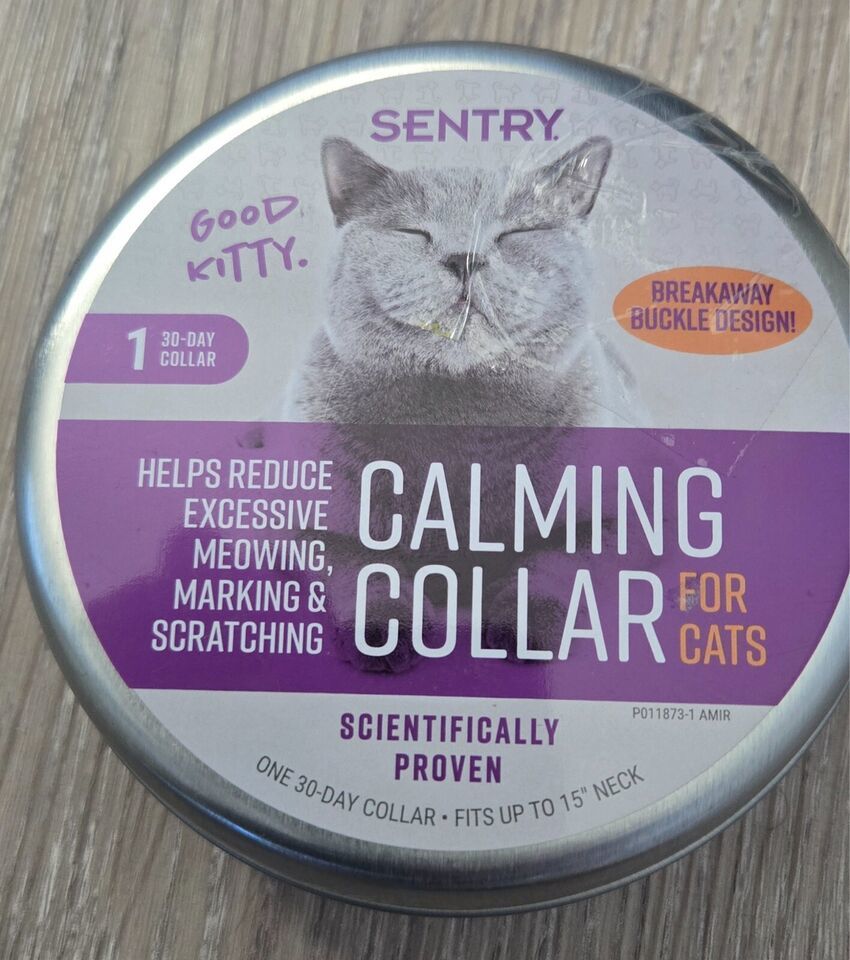 SENTRY.
GOOD
KITTY.
BREAKAWAY
BUCKLE DESIGN!
1 30-DAY
COLLAR
HELPS REDUCE
EXCESSIVE
MEOWING,
MARKING &
SCRATCHING
CALMING
COLLAR FOR
CATS
P011873-1 AMIR
SCIENTIFICALLY
PROVEN
ONE 30-DAY COLLAR • FITS UP TO 15" NECK